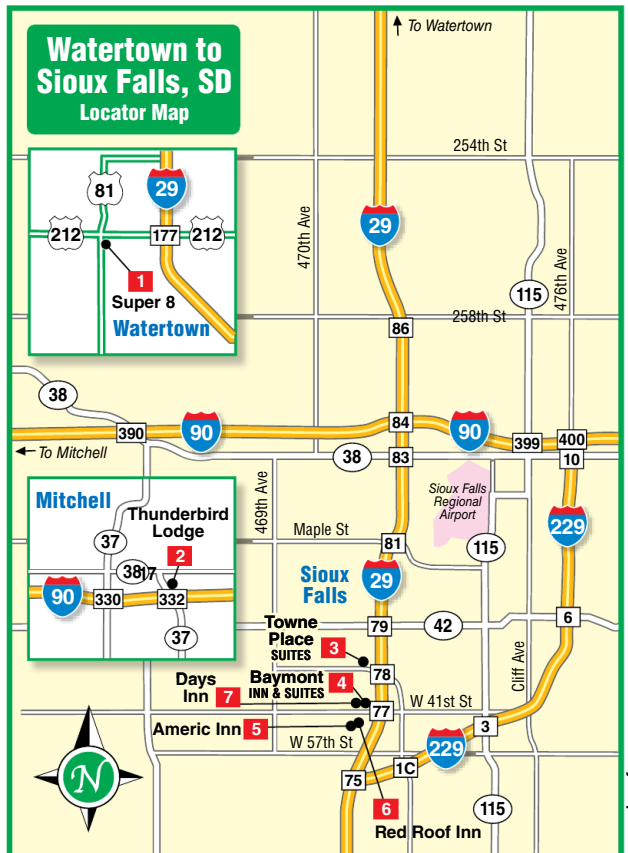 Watertown to
Sioux Falls, SD
Locator Map
To Watertown
254th St
470th Ave
29
476th Ave
115
258th St
86
81
29
212
177
212
1
Super 8
Watertown
38
390
90
84
90
399
400
To Mitchell
38
83
10
Mitchell
Thunderbird
Lodge
2
37
38
17
90
330
332
37
469th Ave
Sioux Falls
Regional
Airport
Maple St
81
115
229
Sioux
Falls
29
79
42
6
Towne
Place
SUITES
3
78
Cliff Ave
Days
Inn
7
Baymont
INN & SUITES
4
77
W 41st St
Americ Inn
5
W 57th St
3
229
1C
75
6
Red Roof Inn
115
N